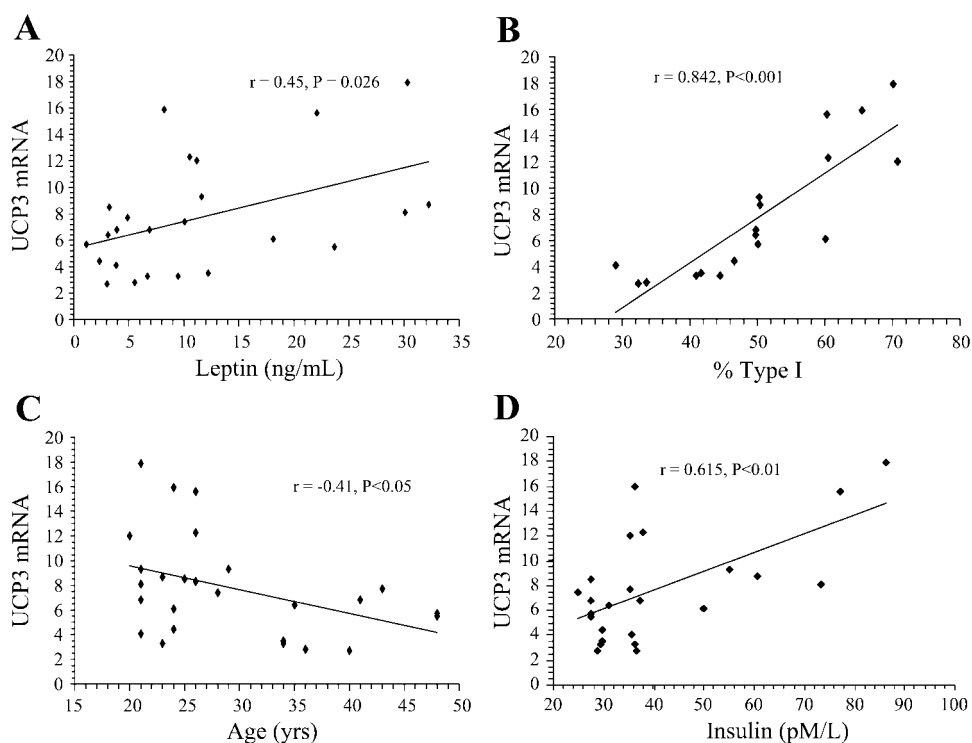 A
UCP3 mRNA
20
18
16
14
12
10
8
6
4
2
0
r = 0.45, P = 0.026
0 5 10 15 20 25 30 35
Leptin (ng/mL)
B
UCP3 mRNA
20
18
16
14
12
10
8
6
4
2
0
r = 0.842, P<0.001
20 30 40 50 60 70 80
% Type I
C
UCP3 mRNA
20
18
16
14
12
10
8
6
4
2
0
r = -0.41, P<0.05
15 20 25 30 35 40 45 50
Age (yrs)
D
UCP3 mRNA
20
18
16
14
12
10
8
6
4
2
0
r = 0.615, P<0.01
20 30 40 50 60 70 80 90 100
Insulin (pM/L)